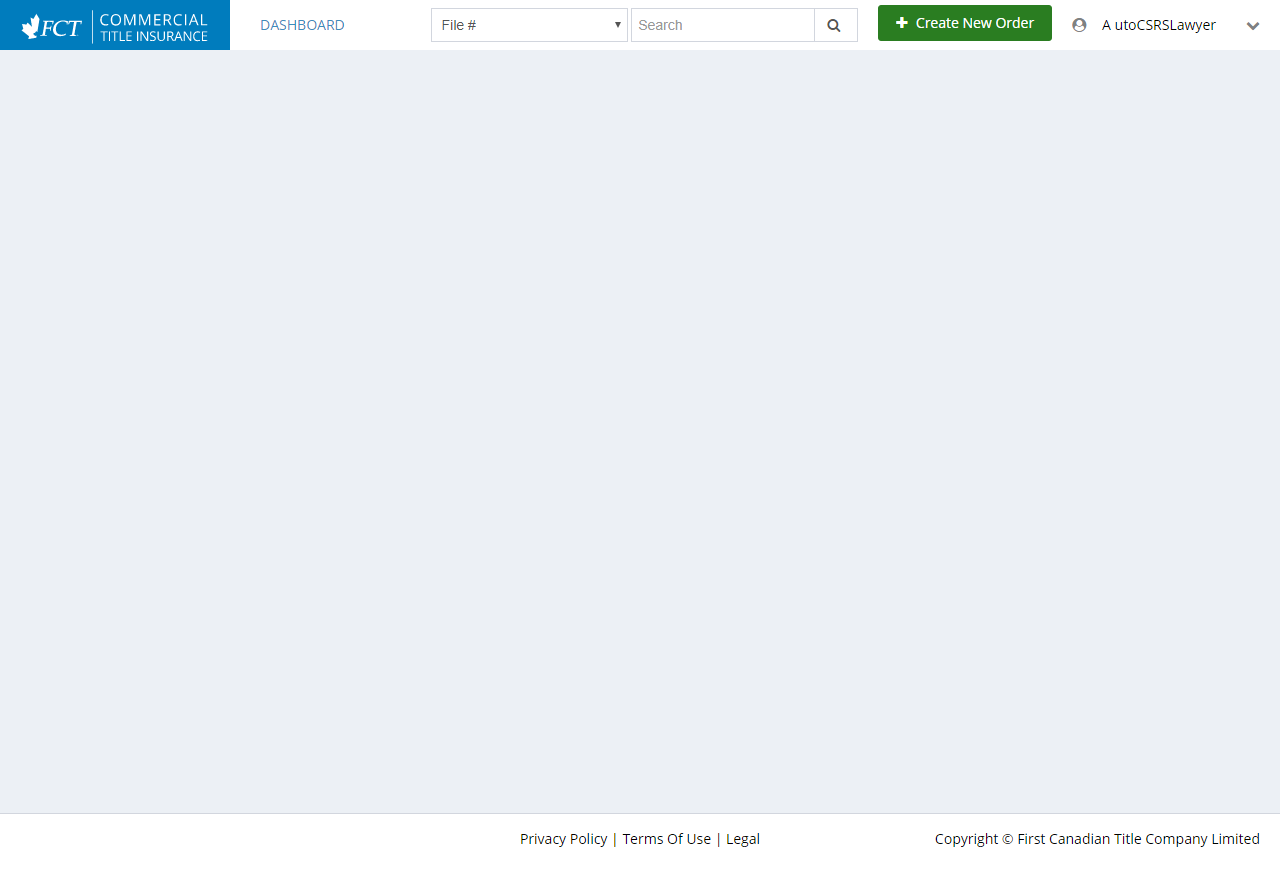 FCT COMMERCIAL TITLE INSURANCE
DASHBOARD
File #
Search
Create New Order
A utoCSRSLawyer
Privacy Policy | Terms Of Use | Legal
Copyright © First Canadian Title Company Limited